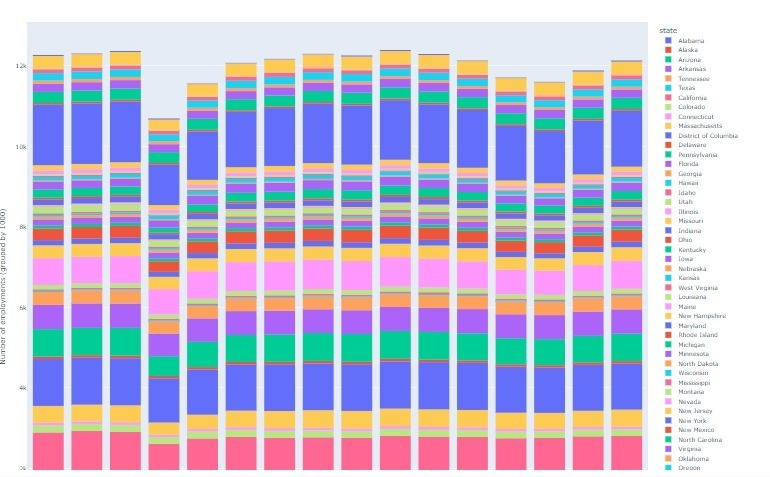 state
12k
10k
8k
6k
4k
2k
Number of employments (grouped by 1000)
Alabama
Alaska
Arizona
Arkansas
Tennessee
Texas
California
Colorado
Connecticut
Massachusetts
District of Columbia
Delaware
Pennsylvania
Florida
Georgia
Hawaii
Idaho
Utah
Illinois
Missouri
Indiana
Ohio
Kentucky
Iowa
Nebraska
Kansas
West Virginia
Louisiana
Maine
New Hampshire
Maryland
Rhode Island
Michigan
Minnesota
North Dakota
Wisconsin
Mississippi
Montana
Nevada
New Jersey
New York
New Mexico
North Carolina
Virginia
Oklahoma
Oregon